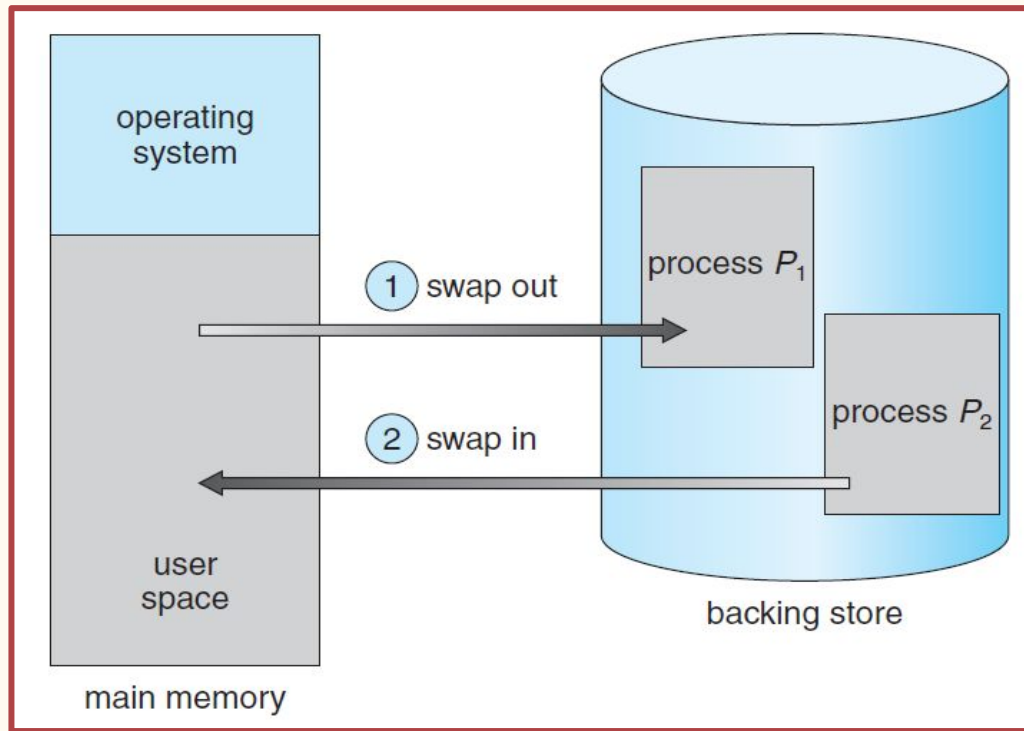 operating
system
1 swap out
process P₁
2 swap in
process P₂
user
space
backing store
main memory